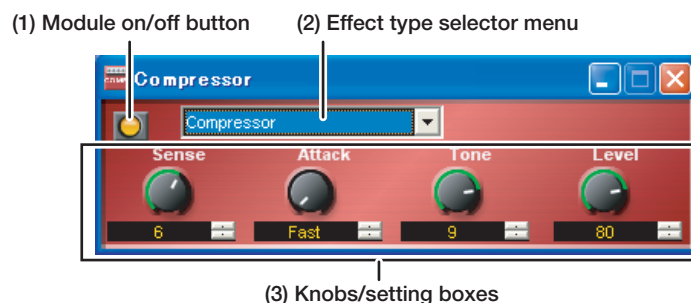 (1) Module on/off button (2) Effect type selector menu
Compressor
Compressor
Sense Attack Tone Level
6 Fast 9 80
(3) Knobs/setting boxes